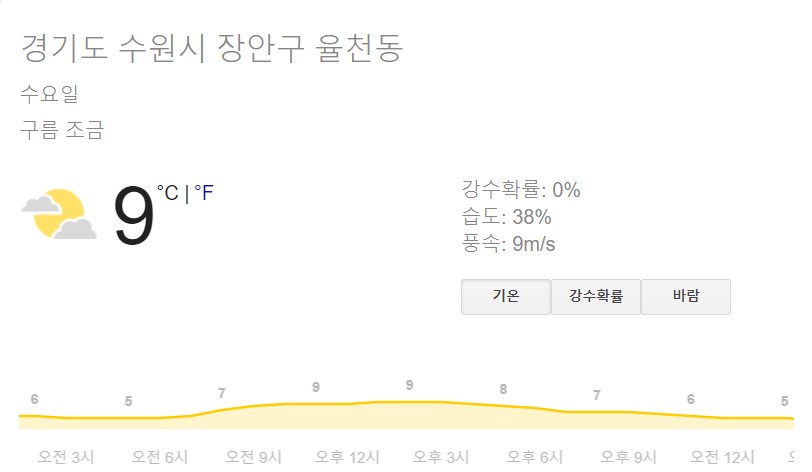 경기도 수원시 장안구 율천동
수요일
구름 조금
9 °C | °F
강수확률: 0%
습도: 38%
풍속: 9m/s
기온 강수확률 바람
6 5 7 9 9 8 7 6 5
오전 3시 오전 6시 오전 9시 오후 12시 오후 3시 오후 6시 오후 9시 오전 12시